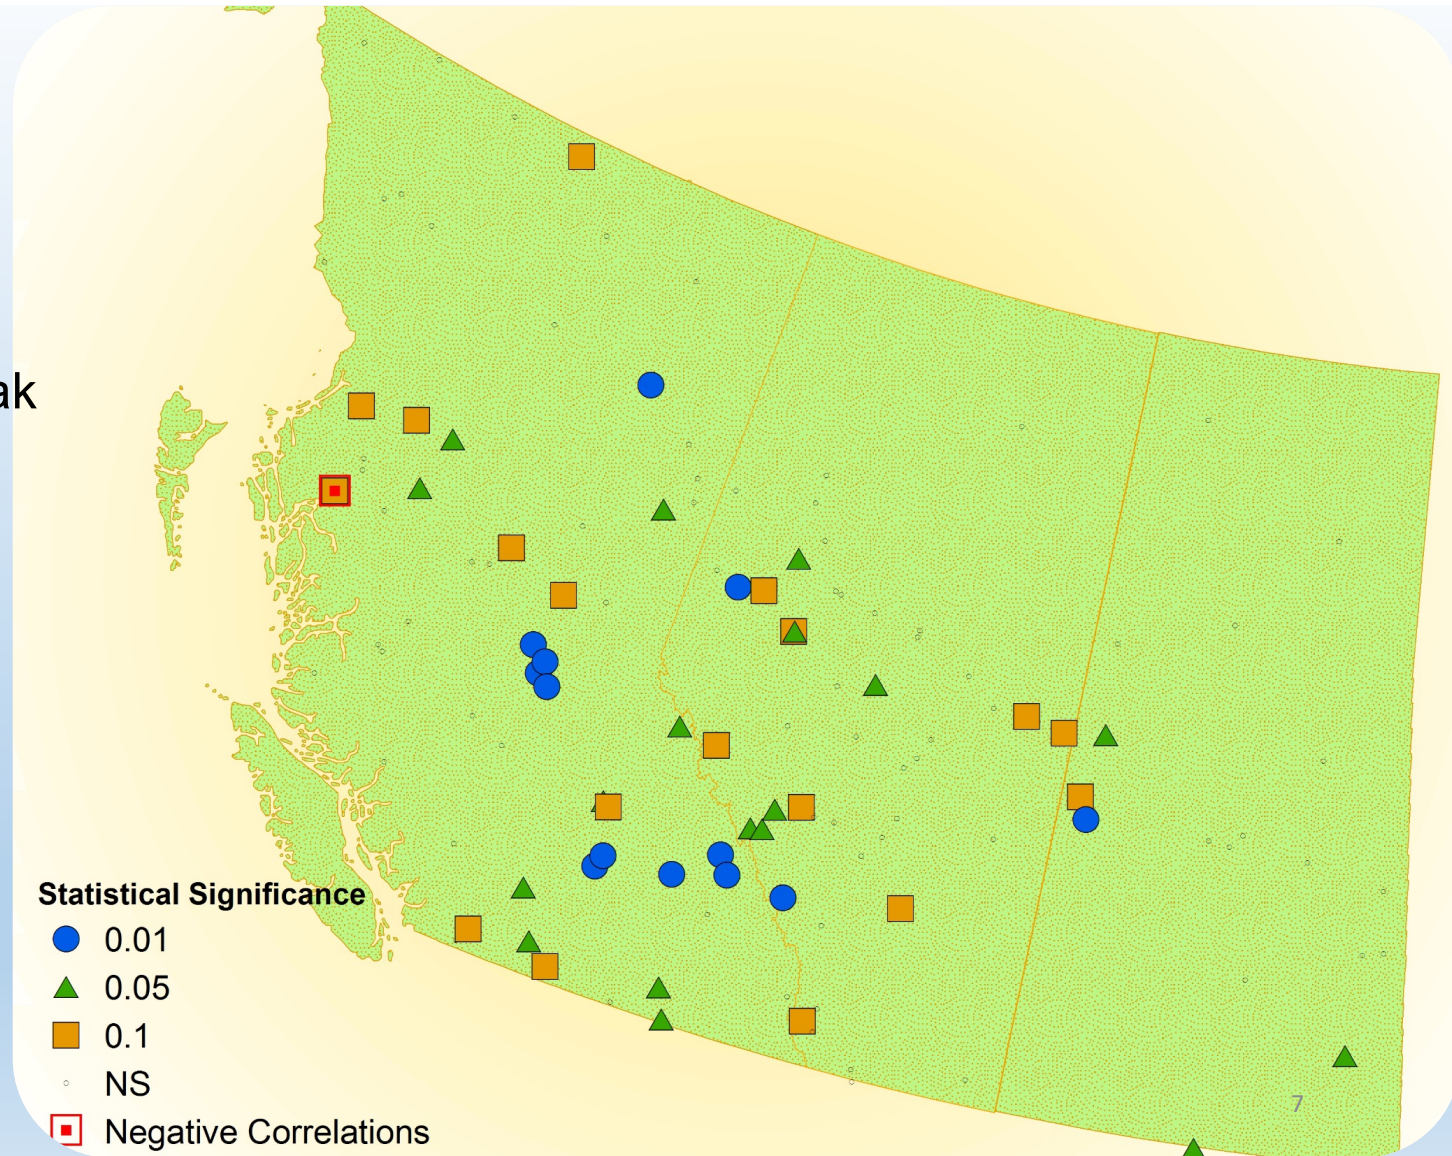 ak
Statistical Significance
0.01
0.05
0.1
NS
Negative Correlations
7